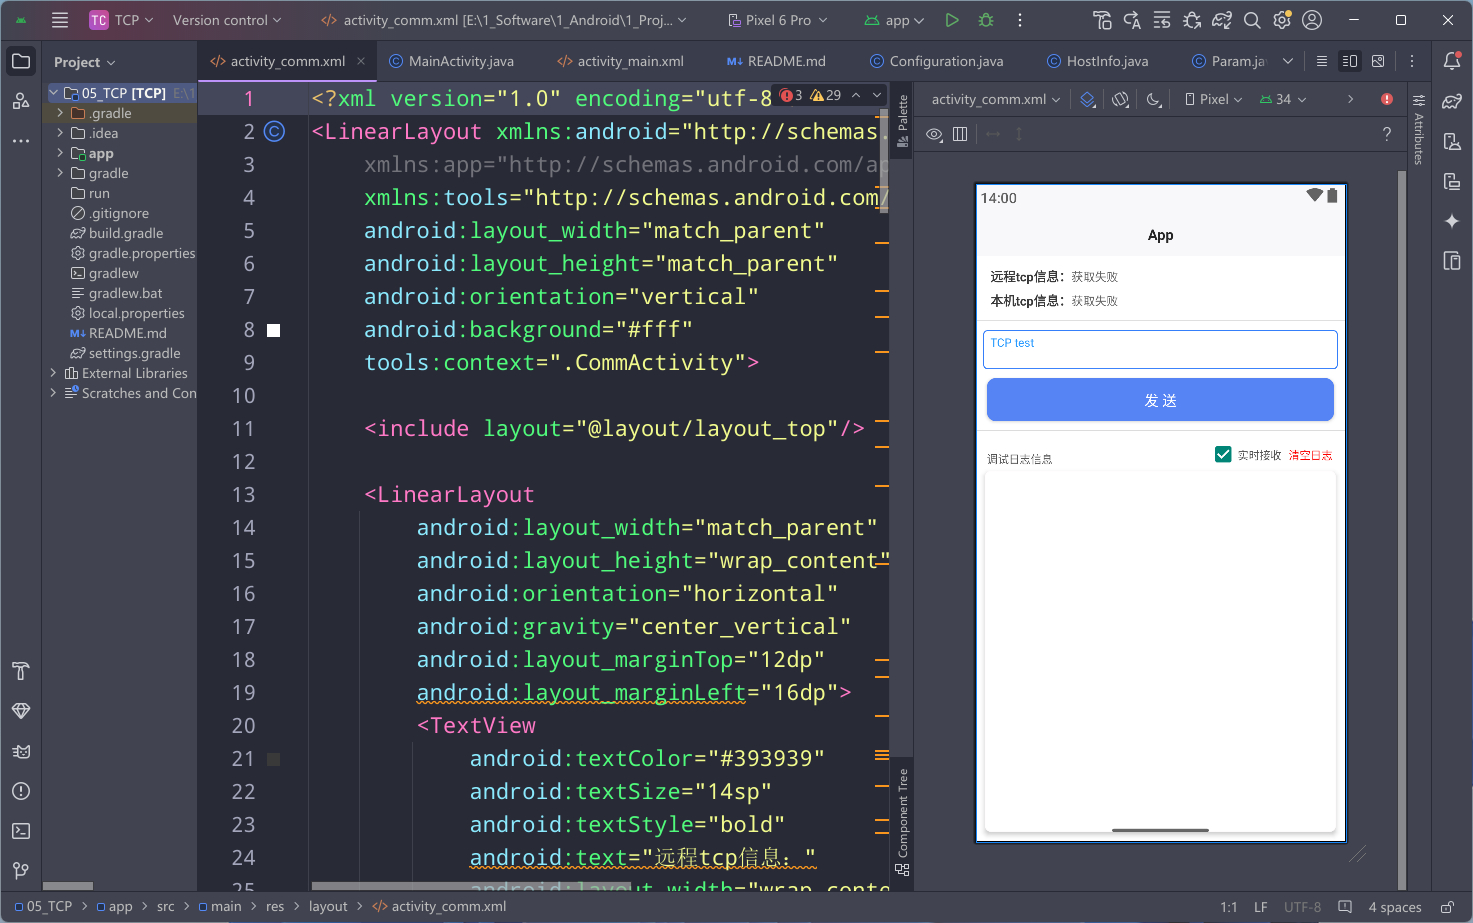 TC TCP Version control activity_comm.xml [E:\1_Software\1_Android\1_Proj... Pixel 6 Pro app
Project
activity_comm.xml MainActivity.java activity_main.xml README.md Configuration.java HostInfo.java Param.ja
05_TCP [TCP] E:\1
.gradle
.idea
app
gradle
run
.gitignore
build.gradle
gradle.properties
gradlew
gradlew.bat
local.properties
README.md
settings.gradle
External Libraries
Scratches and Con
3 29
1 <?xml version="1.0" encoding="utf-8
2 <LinearLayout xmlns:android="http://schemas.
3 xmlns:app="http://schemas.android.com/ap
4 xmlns:tools="http://schemas.android.com/
5 android:layout_width="match_parent"
6 android:layout_height="match_parent"
7 android:orientation="vertical"
8 android:background="#fff"
9 tools:context=".CommActivity">
10
11 <include layout="@layout/layout_top"/>
12
13 <LinearLayout
14 android:layout_width="match_parent"
15 android:layout_height="wrap_content"
16 android:orientation="horizontal"
17 android:gravity="center_vertical"
18 android:layout_marginTop="12dp"
19 android:layout_marginLeft="16dp">
20 <TextView
21 android:textColor="#393939"
22 android:textSize="14sp"
23 android:textStyle="bold"
24 android:text="远程tcp信息："
25 android:layout_width="wrap_conte
Palette
Component Tree
activity_comm.xml Pixel 34
?
Attributes
14:00
App
远程tcp信息：获取失败
本机tcp信息：获取失败
TCP test
发 送
调试日志信息 实时接收 清空日志
05_TCP > app > src > main > res > layout > activity_comm.xml
1:1 LF UTF-8 4 spaces